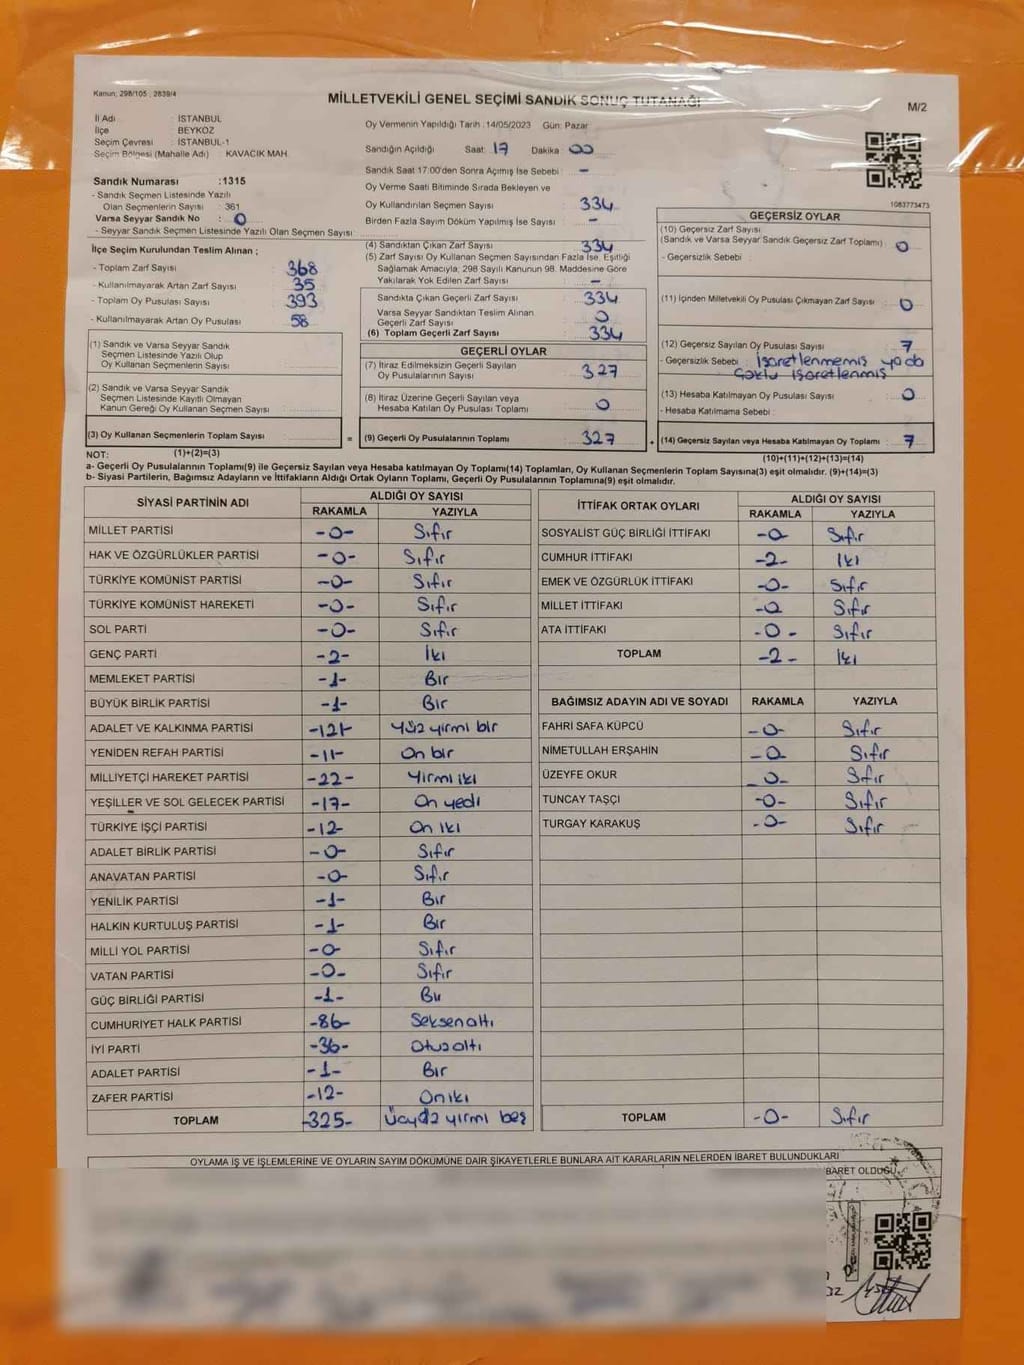 Kanun; 298/105 , 2839/4
MİLLETVEKİLİ GENEL SEÇİMİ SANDIK SONUÇ TUTANAĞI
M/2
İl Adı : İSTANBUL
İlçe : BEYKOZ
Seçim Çevresi : İSTANBUL-1
Seçim Bölgesi (Mahalle Adı) : KAVACIK MAH.
Oy Vermenin Yapıldığı Tarih :14/05/2023 Gün: Pazar
Sandığın Açıldığı Saat: 17 Dakika: 00
Sandık Saat 17:00'den Sonra Açımış İse Sebebi : -
Oy Verme Saati Bitiminde Sırada Bekleyen ve
Oy Kullandırılan Seçmen Sayısı 334
Birden Fazla Sayım Döküm Yapılmış İse Sayısı -
1083773473
Sandık Numarası :1315
- Sandık Seçmen Listesinde Yazılı
Olan Seçmenlerin Sayısı : 361
Varsa Seyyar Sandık No : 0
- Seyyar Sandık Seçmen Listesinde Yazılı Olan Seçmen Sayısı
İlçe Seçim Kurulundan Teslim Alınan ;
- Toplam Zarf Sayısı 368
- Kullanılmayarak Artan Zarf Sayısı 35
- Toplam Oy Pusulası Sayısı 393
- Kullanılmayarak Artan Oy Pusulası 58
(4) Sandıktan Çıkan Zarf Sayısı 334
(5) Zarf Sayısı Oy Kullanan Seçmen Sayısından Fazla İse, Eşitliği
Sağlamak Amacıyla; 298 Sayılı Kanunun 98. Maddesine Göre
Yakılarak Yok Edilen Zarf Sayısı -
Sandıkta Çıkan Geçerli Zarf Sayısı 334
Varsa Seyyar Sandıktan Teslim Alınan
Geçerli Zarf Sayısı 0
(6) Toplam Geçerli Zarf Sayısı 334
GEÇERSİZ OYLAR
(10) Geçersiz Zarf Sayısı
(Sandık ve Varsa Seyyar Sandık Geçersiz Zarf Toplamı) 0
- Geçersizlik Sebebi :
(11) İçinden Milletvekili Oy Pusulası Çıkmayan Zarf Sayısı 0
(12) Geçersiz Sayılan Oy Pusulası Sayısı 7
- Geçersizlik Sebebi : işaretlenmemiş ya da
çoklu işaretlenmiş
(13) Hesaba Katılmayan Oy Pusulası Sayısı 0
- Hesaba Katılmama Sebebi :
(14) Geçersiz Sayılan veya Hesaba Katılmayan Oy Toplamı 7
(10)+(11)+(12)+(13)=(14)
(1) Sandık ve Varsa Seyyar Sandık
Seçmen Listesinde Yazılı Olup
Oy Kullanan Seçmenlerin Sayısı
(2) Sandık ve Varsa Seyyar Sandık
Seçmen Listesinde Kayıtlı Olmayan
Kanun Gereği Oy Kullanan Seçmen Sayısı
(3) Oy Kullanan Seçmenlerin Toplam Sayısı
(1)+(2)=(3)
GEÇERLİ OYLAR
(7) İtiraz Edilmeksizin Geçerli Sayılan
Oy Pusulalarının Sayısı 327
(8) İtiraz Üzerine Geçerli Sayılan veya
Hesaba Katılan Oy Pusulası Toplamı 0
= (9) Geçerli Oy Pusulalarının Toplamı 327 +
NOT:
a- Geçerli Oy Pusulalarının Toplamı(9) ile Geçersiz Sayılan veya Hesaba katılmayan Oy Toplamı(14) Toplamları, Oy Kullanan Seçmenlerin Toplam Sayısına(3) eşit olmalıdır. (9)+(14)=(3)
b- Siyasi Partilerin, Bağımsız Adayların ve İttifakların Aldığı Ortak Oyların Toplamı, Geçerli Oy Pusulalarının Toplamına(9) eşit olmalıdır.
SİYASİ PARTİNİN ADI ALDIĞI OY SAYISI
RAKAMLA YAZIYLA
MİLLET PARTİSİ -0- Sıfır
HAK VE ÖZGÜRLÜKLER PARTİSİ -0- Sıfır
TÜRKİYE KOMÜNİST PARTİSİ -0- Sıfır
TÜRKİYE KOMÜNİST HAREKETİ -0- Sıfır
SOL PARTİ -0- Sıfır
GENÇ PARTİ -2- İki
MEMLEKET PARTİSİ -1- Bir
BÜYÜK BİRLİK PARTİSİ -1- Bir
ADALET VE KALKINMA PARTİSİ -121- yüz yirmi bir
YENİDEN REFAH PARTİSİ -11- On bir
MİLLİYETÇİ HAREKET PARTİSİ -22- Yirmi iki
YEŞİLLER VE SOL GELECEK PARTİSİ -17- On yedi
TÜRKİYE İŞÇİ PARTİSİ -12- On iki
ADALET BİRLİK PARTİSİ -0- Sıfır
ANAVATAN PARTİSİ -0- Sıfır
YENİLİK PARTİSİ -1- Bir
HALKIN KURTULUŞ PARTİSİ -1- Bir
MİLLİ YOL PARTİSİ -0- Sıfır
VATAN PARTİSİ -0- Sıfır
GÜÇ BİRLİĞİ PARTİSİ -1- Bir
CUMHURİYET HALK PARTİSİ -86- Seksen altı
İYİ PARTİ -36- Otuz altı
ADALET PARTİSİ -1- Bir
ZAFER PARTİSİ -12- On iki
TOPLAM -325- Üçyüz yirmi beş
İTTİFAK ORTAK OYLARI ALDIĞI OY SAYISI
RAKAMLA YAZIYLA
SOSYALİST GÜÇ BİRLİĞİ İTTİFAKI -0 Sıfır
CUMHUR İTTİFAKI -2- İki
EMEK VE ÖZGÜRLÜK İTTİFAKI -0- Sıfır
MİLLET İTTİFAKI -0 Sıfır
ATA İTTİFAKI -0- Sıfır
TOPLAM -2- İki
BAĞIMSIZ ADAYIN ADI VE SOYADI RAKAMLA YAZIYLA
FAHRİ SAFA KÜPCÜ -0- Sıfır
NİMETULLAH ERŞAHİN -0 Sıfır
ÜZEYFE OKUR -0- Sıfır
TUNCAY TAŞÇI -0- Sıfır
TURGAY KARAKUŞ -0- Sıfır
TOPLAM -0- Sıfır
OYLAMA İŞ VE İŞLEMLERİNE VE OYLARIN SAYIM DÖKÜMÜNE DAİR ŞİKAYETLERLE BUNLARA AİT KARARLARIN NELERDEN İBARET BULUNDUKLARI
BARET OLDUĞU